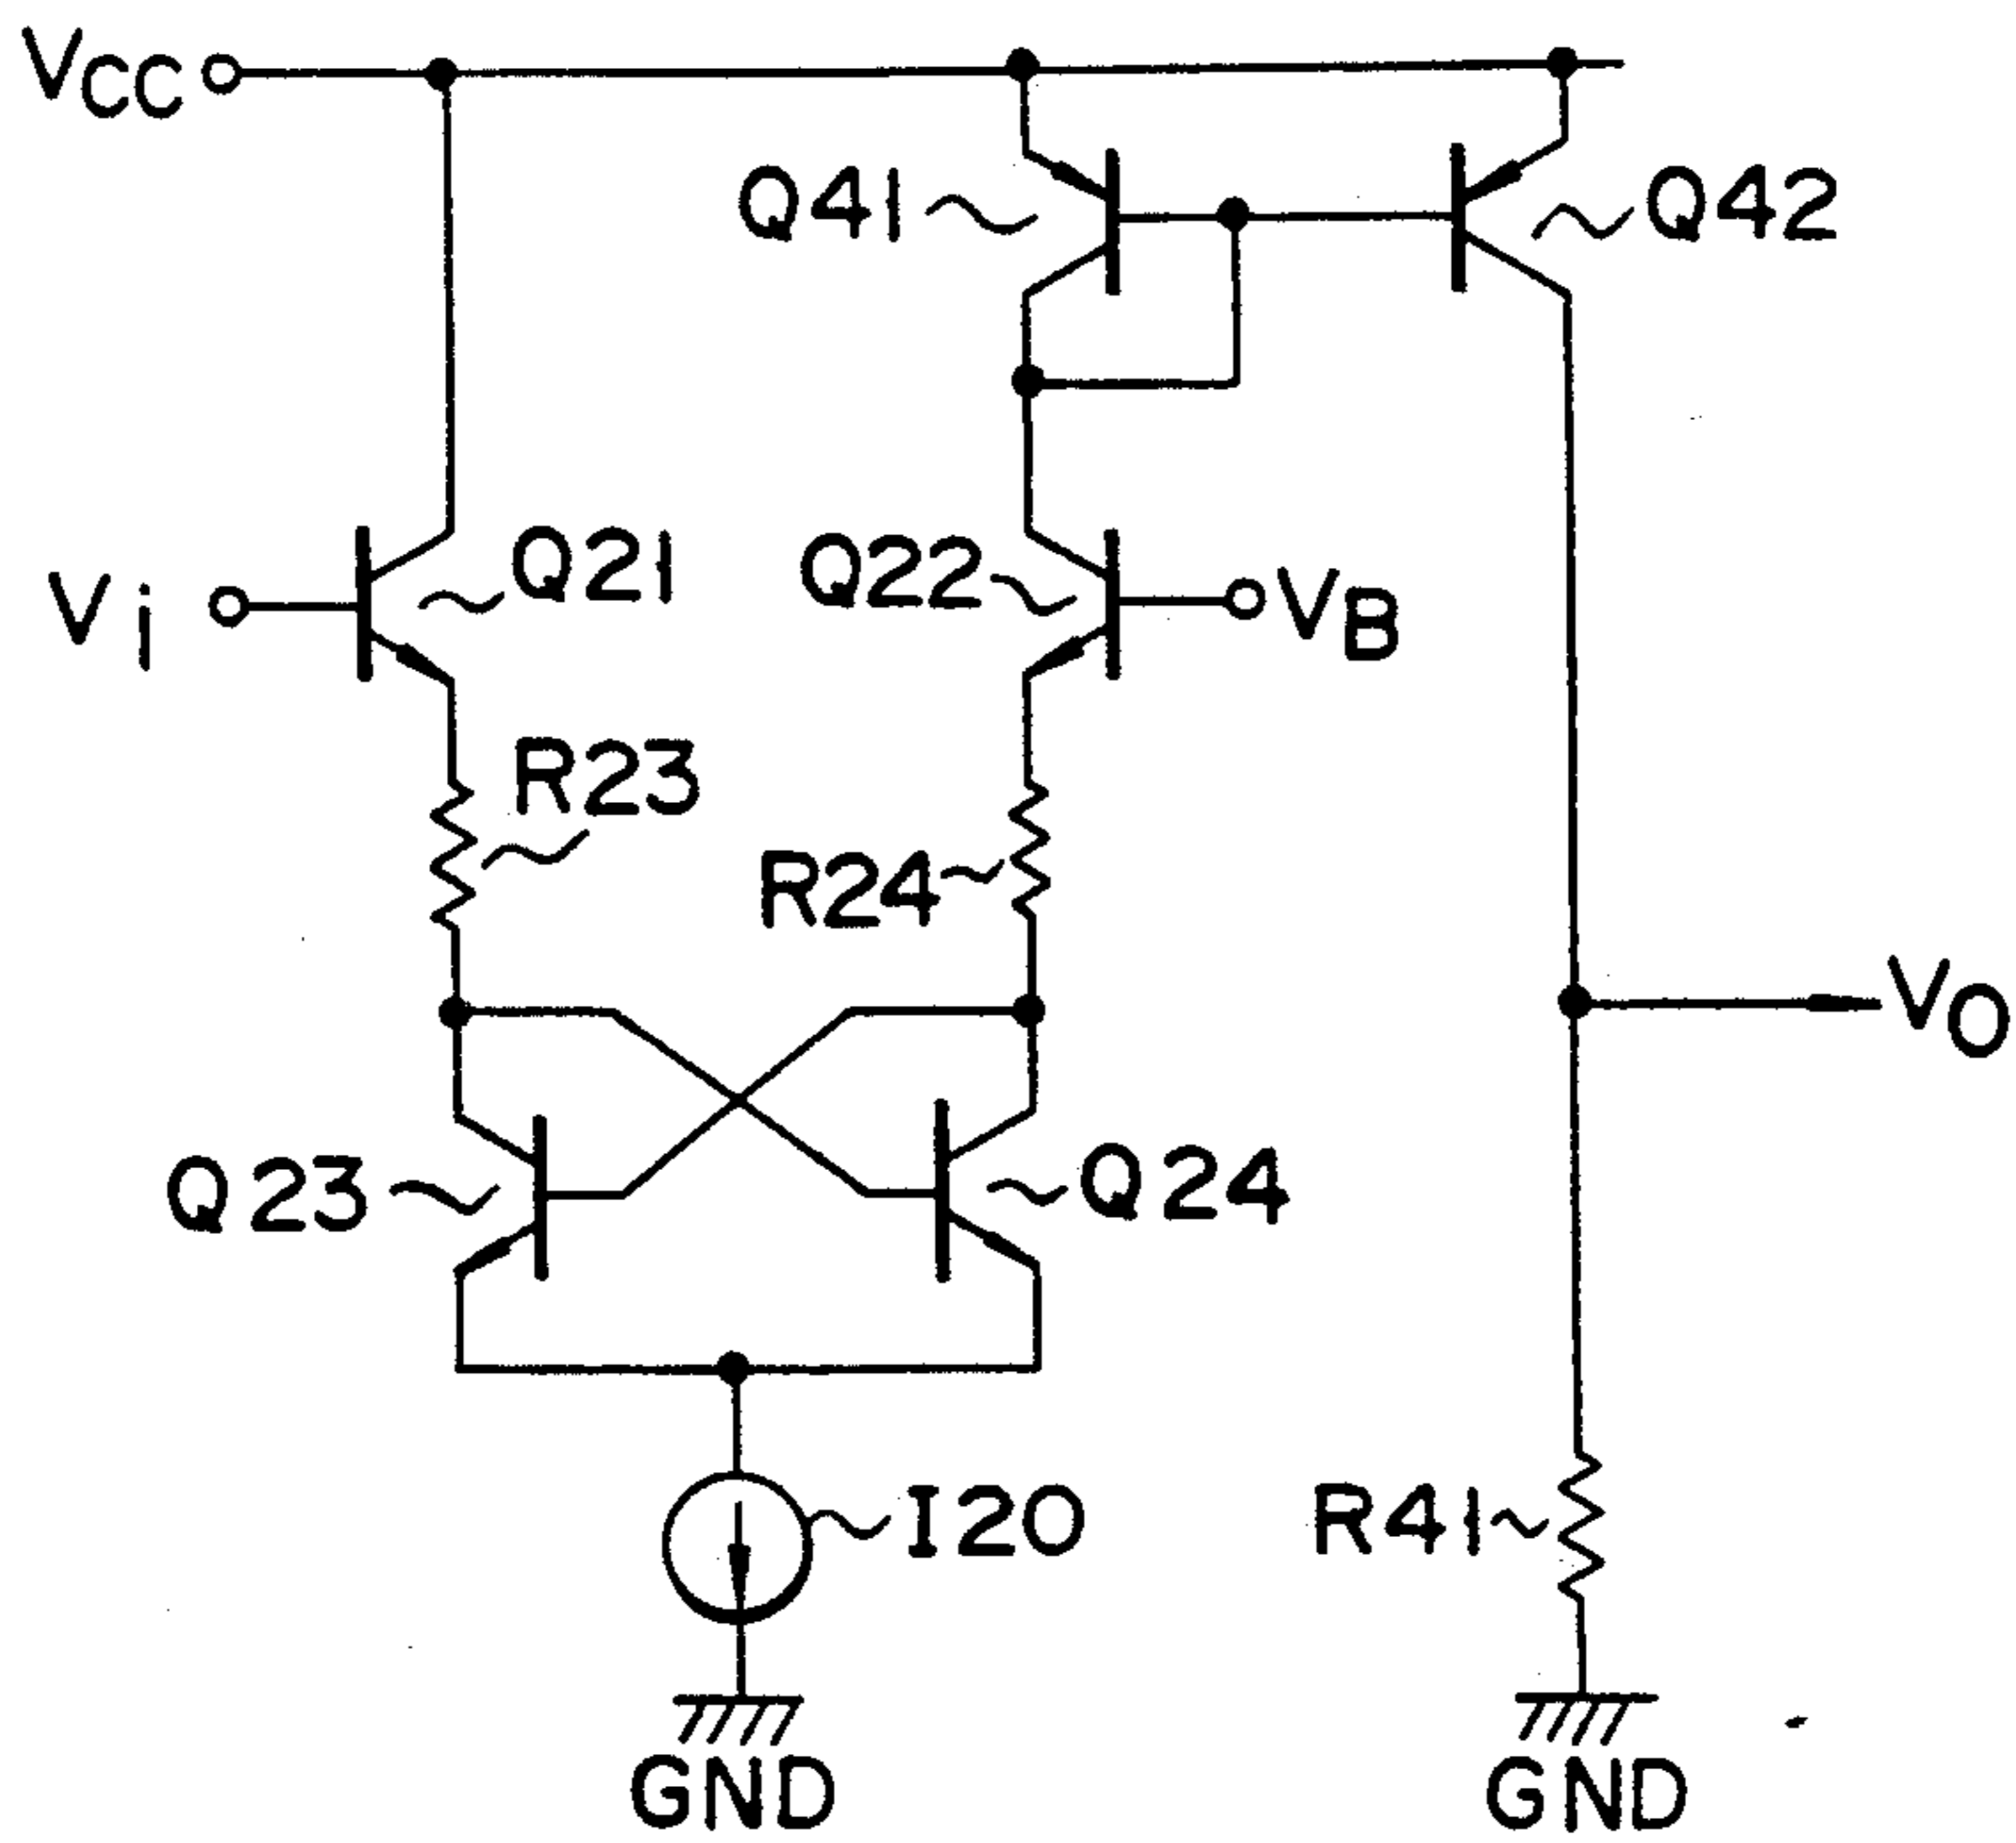 VCC
Q41
Q42
Vi
Q21
Q22
VB
R23
R24
VO
Q23
Q24
I20
R41
GND
GND